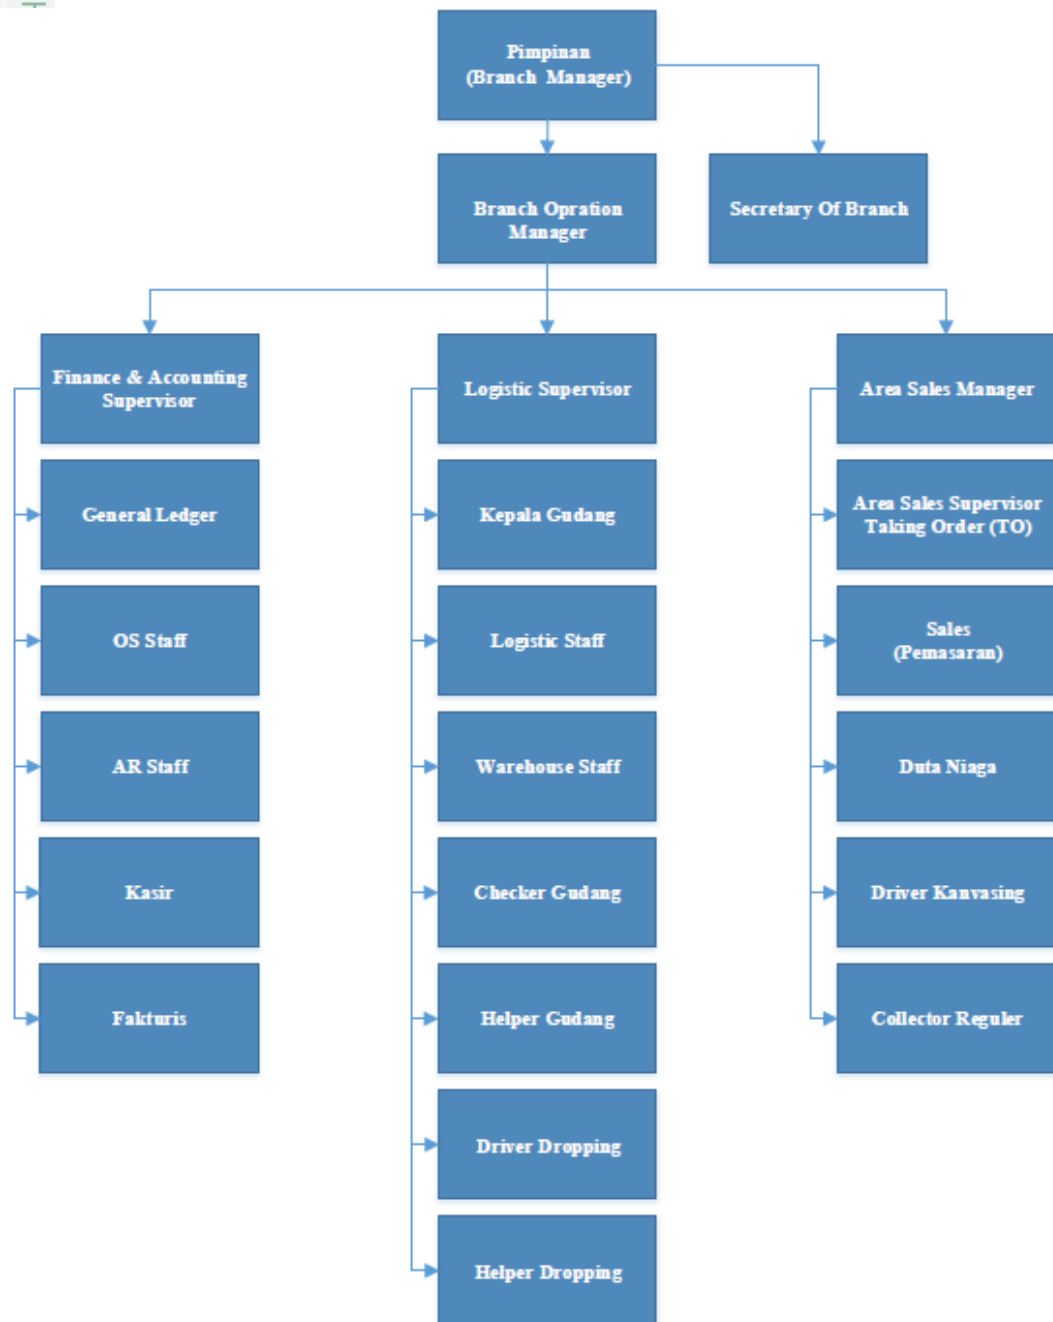 Pimpinan
(Branch Manager)
Branch Opration
Manager
Secretary Of Branch
Finance & Accounting
Supervisor
Logistic Supervisor
Area Sales Manager
General Ledger
Kepala Gudang
Area Sales Supervisor
Taking Order (TO)
OS Staff
Logistic Staff
Sales
(Pemasaran)
AR Staff
Warehouse Staff
Duta Niaga
Kasir
Checker Gudang
Driver Kanvasing
Fakturis
Helper Gudang
Collector Reguler
Driver Dropping
Helper Dropping